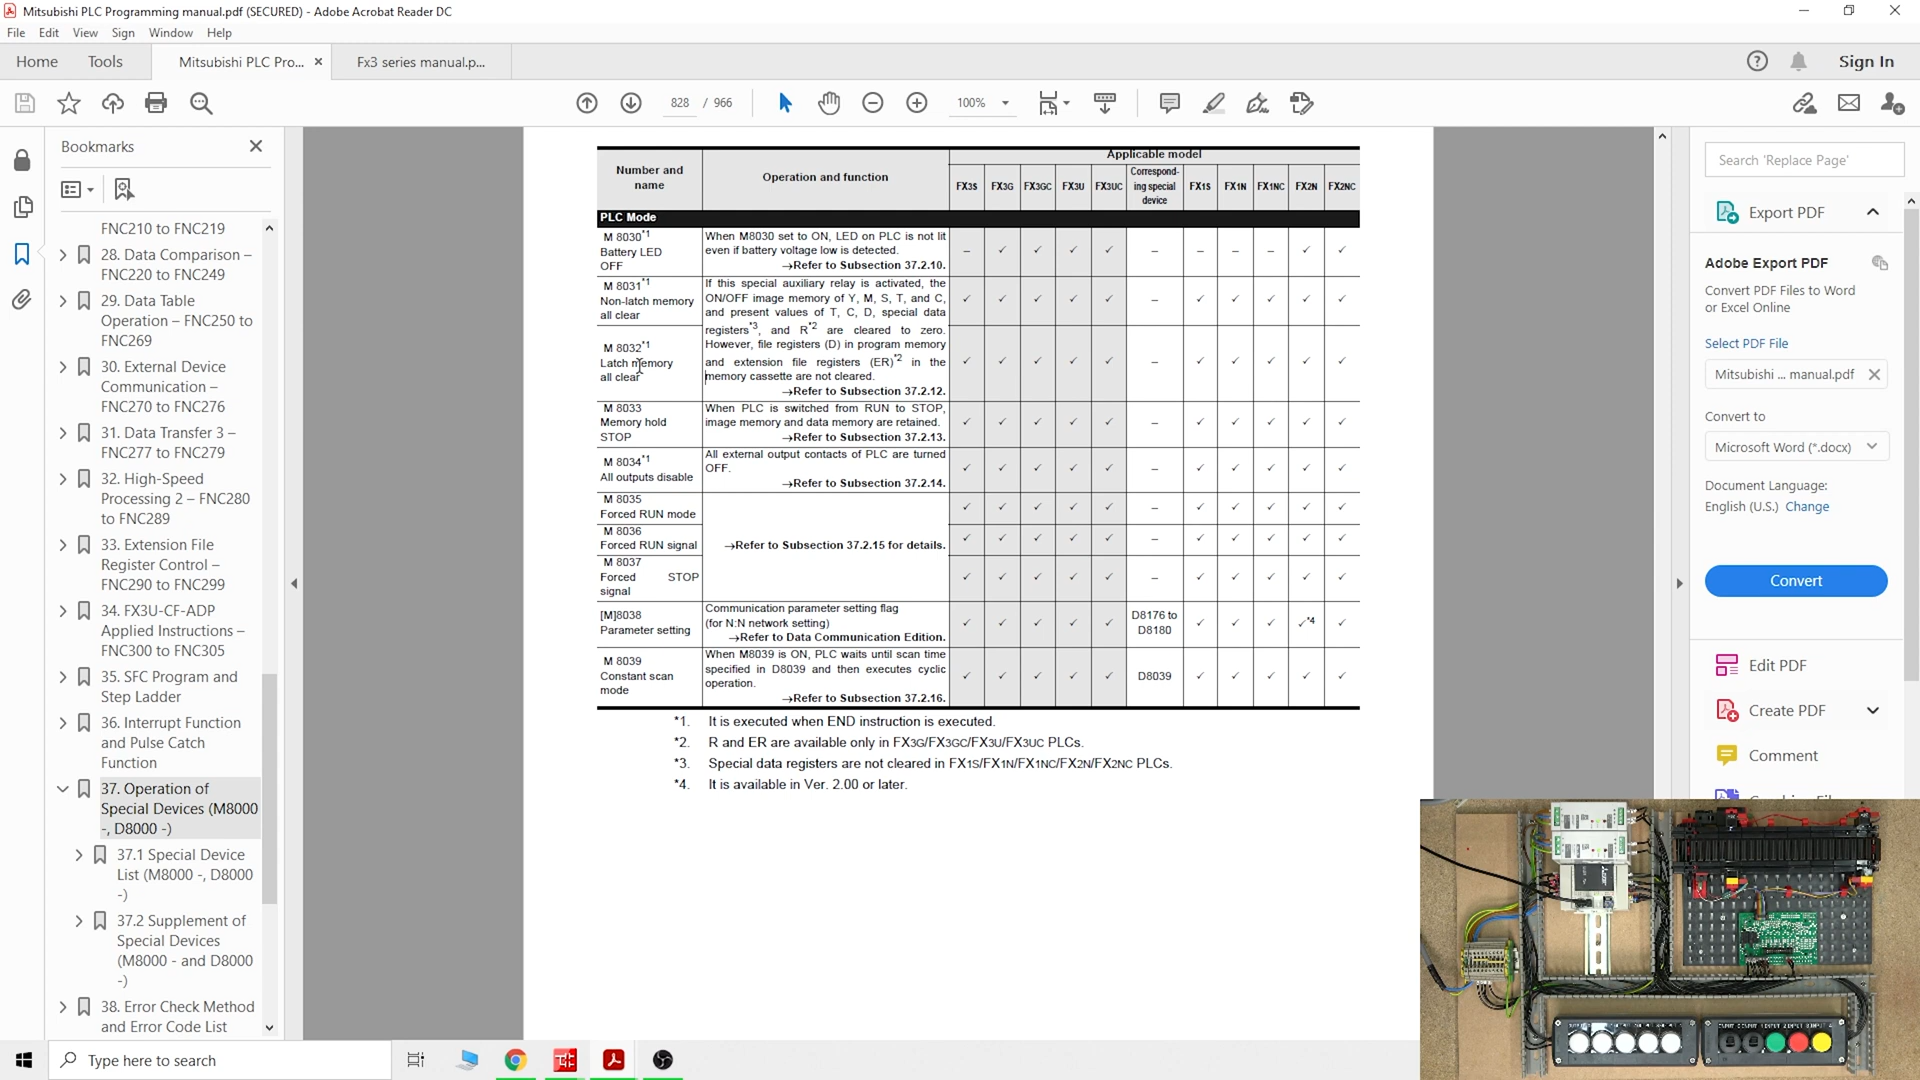 Mitsubishi PLC Programming manual.pdf (SECURED) - Adobe Acrobat Reader DC
File Edit View Sign Window Help
Home Tools Mitsubishi PLC Pro... × Fx3 series manual.p... Sign In
828 / 966 100%
Bookmarks
FNC210 to FNC219
28. Data Comparison –
FNC220 to FNC249
29. Data Table
Operation – FNC250 to
FNC269
30. External Device
Communication –
FNC270 to FNC276
31. Data Transfer 3 –
FNC277 to FNC279
32. High-Speed
Processing 2 – FNC280
to FNC289
33. Extension File
Register Control –
FNC290 to FNC299
34. FX3U-CF-ADP
Applied Instructions –
FNC300 to FNC305
35. SFC Program and
Step Ladder
36. Interrupt Function
and Pulse Catch
Function
37. Operation of
Special Devices (M8000
-, D8000 -)
37.1 Special Device
List (M8000 -, D8000
-)
37.2 Supplement of
Special Devices
(M8000 - and D8000
-)
38. Error Check Method
and Error Code List
Number and
name
Operation and function
Applicable model
FX3S FX3G FX3GC FX3U FX3UC
Correspond-
ing special
device
FX1S FX1N FX1NC FX2N FX2NC
PLC Mode
M 8030*1
Battery LED
OFF
When M8030 set to ON, LED on PLC is not lit
even if battery voltage low is detected.
→Refer to Subsection 37.2.10.
– ✓ ✓ ✓ ✓ – – – – ✓ ✓
M 8031*1
Non-latch memory
all clear
✓ ✓ ✓ ✓ ✓ – ✓ ✓ ✓ ✓ ✓
M 8032*1
Latch memory
all clear
If this special auxiliary relay is activated, the
ON/OFF image memory of Y, M, S, T, and C,
and present values of T, C, D, special data
registers*3, and R*2 are cleared to zero.
However, file registers (D) in program memory
and extension file registers (ER)*2 in the
memory cassette are not cleared.
→Refer to Subsection 37.2.12.
✓ ✓ ✓ ✓ ✓ – ✓ ✓ ✓ ✓ ✓
M 8033
Memory hold
STOP
When PLC is switched from RUN to STOP,
image memory and data memory are retained.
→Refer to Subsection 37.2.13.
✓ ✓ ✓ ✓ ✓ – ✓ ✓ ✓ ✓ ✓
M 8034*1
All outputs disable
All external output contacts of PLC are turned
OFF.
→Refer to Subsection 37.2.14.
✓ ✓ ✓ ✓ ✓ – ✓ ✓ ✓ ✓ ✓
M 8035
Forced RUN mode
✓ ✓ ✓ ✓ ✓ – ✓ ✓ ✓ ✓ ✓
M 8036
Forced RUN signal
→Refer to Subsection 37.2.15 for details.
✓ ✓ ✓ ✓ ✓ – ✓ ✓ ✓ ✓ ✓
M 8037
Forced STOP
signal
✓ ✓ ✓ ✓ ✓ – ✓ ✓ ✓ ✓ ✓
[M]8038
Parameter setting
Communication parameter setting flag
(for N:N network setting)
→Refer to Data Communication Edition.
✓ ✓ ✓ ✓ ✓
D8176 to
D8180
✓ ✓ ✓ ✓*4 ✓
M 8039
Constant scan
mode
When M8039 is ON, PLC waits until scan time
specified in D8039 and then executes cyclic
operation.
→Refer to Subsection 37.2.16.
✓ ✓ ✓ ✓ ✓ D8039 ✓ ✓ ✓ ✓ ✓
*1. It is executed when END instruction is executed.
*2. R and ER are available only in FX3G/FX3GC/FX3U/FX3UC PLCs.
*3. Special data registers are not cleared in FX1S/FX1N/FX1NC/FX2N/FX2NC PLCs.
*4. It is available in Ver. 2.00 or later.
Search 'Replace Page'
Export PDF
Adobe Export PDF
Convert PDF Files to Word
or Excel Online
Select PDF File
Mitsubishi ... manual.pdf
Convert to
Microsoft Word (*.docx)
Document Language:
English (U.S.) Change
Convert
Edit PDF
Create PDF
Comment
Type here to search